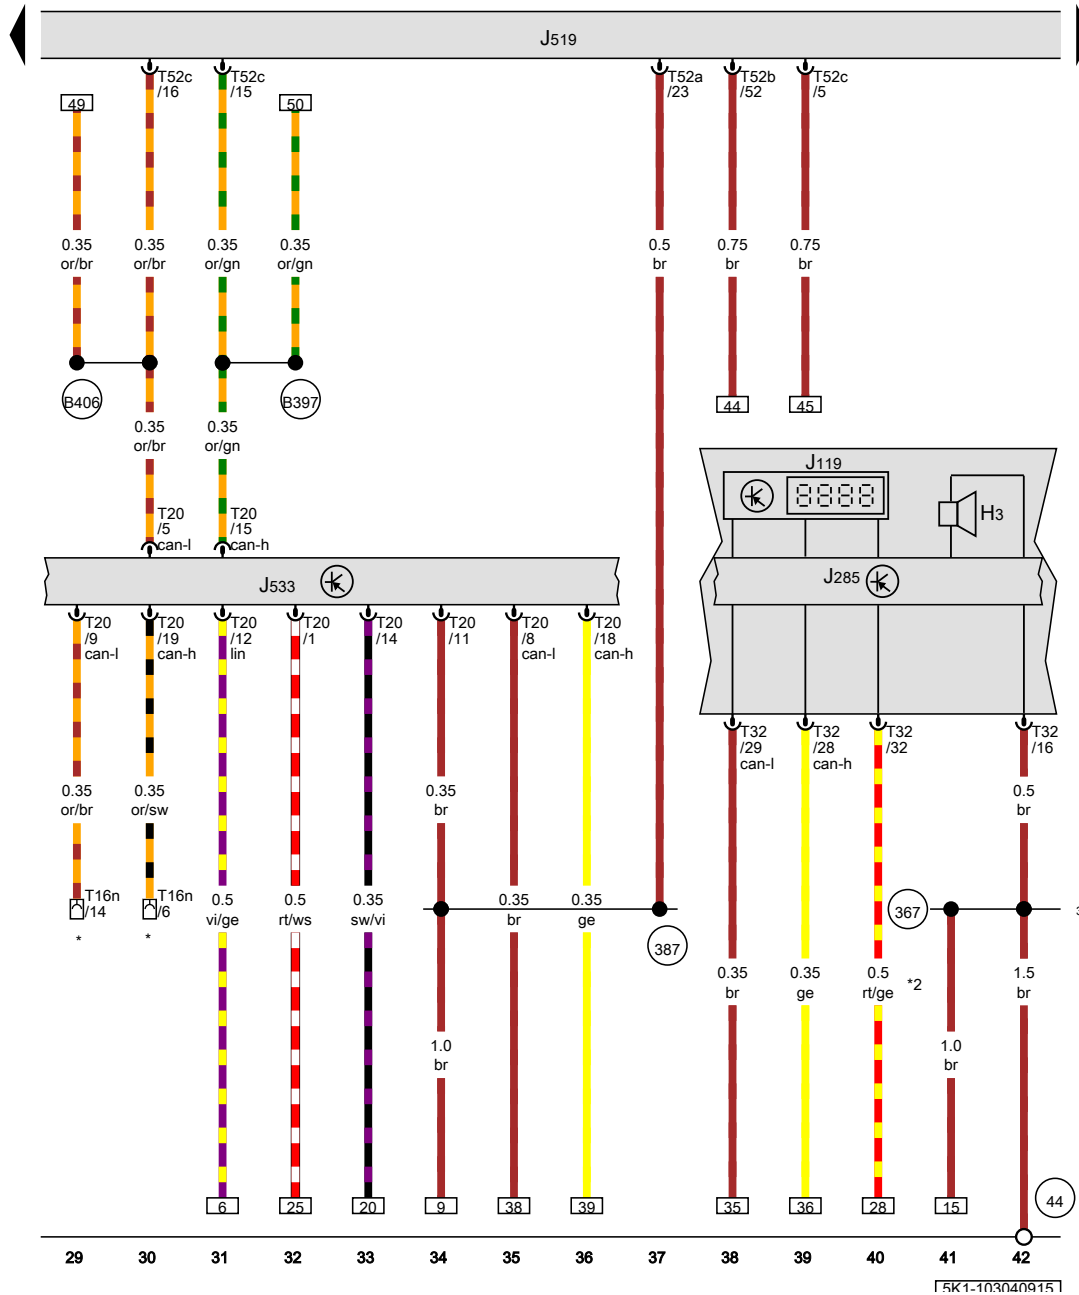 J519
T52c
/16
T52c
/15
T52a
/23
T52b
/52
T52c
/5
49
50
0.35
or/br
0.35
or/br
0.35
or/gn
0.35
or/gn
0.5
br
0.75
br
0.75
br
B406
B397
44
45
0.35
or/br
0.35
or/gn
J119
8888
H3
T20
/5
can-l
T20
/15
can-h
J533
J285
T20
/9
can-l
T20
/19
can-h
T20
/12
lin
T20
/1
T20
/14
T20
/11
T20
/8
can-l
T20
/18
can-h
T32
/29
can-l
T32
/28
can-h
T32
/32
T32
/16
0.35
or/br
0.35
or/sw
0.35
br
0.5
br
T16n
/14
T16n
/6
*
*
0.5
vi/ge
0.5
rt/ws
0.35
sw/vi
0.35
br
0.35
ge
387
367
3
0.35
br
0.35
ge
0.5
rt/ge
*2
1.5
br
1.0
br
1.0
br
6
25
20
9
38
39
35
36
28
15
44
29 30 31 32 33 34 35 36 37 38 39 40 41 42
5K1-103040915